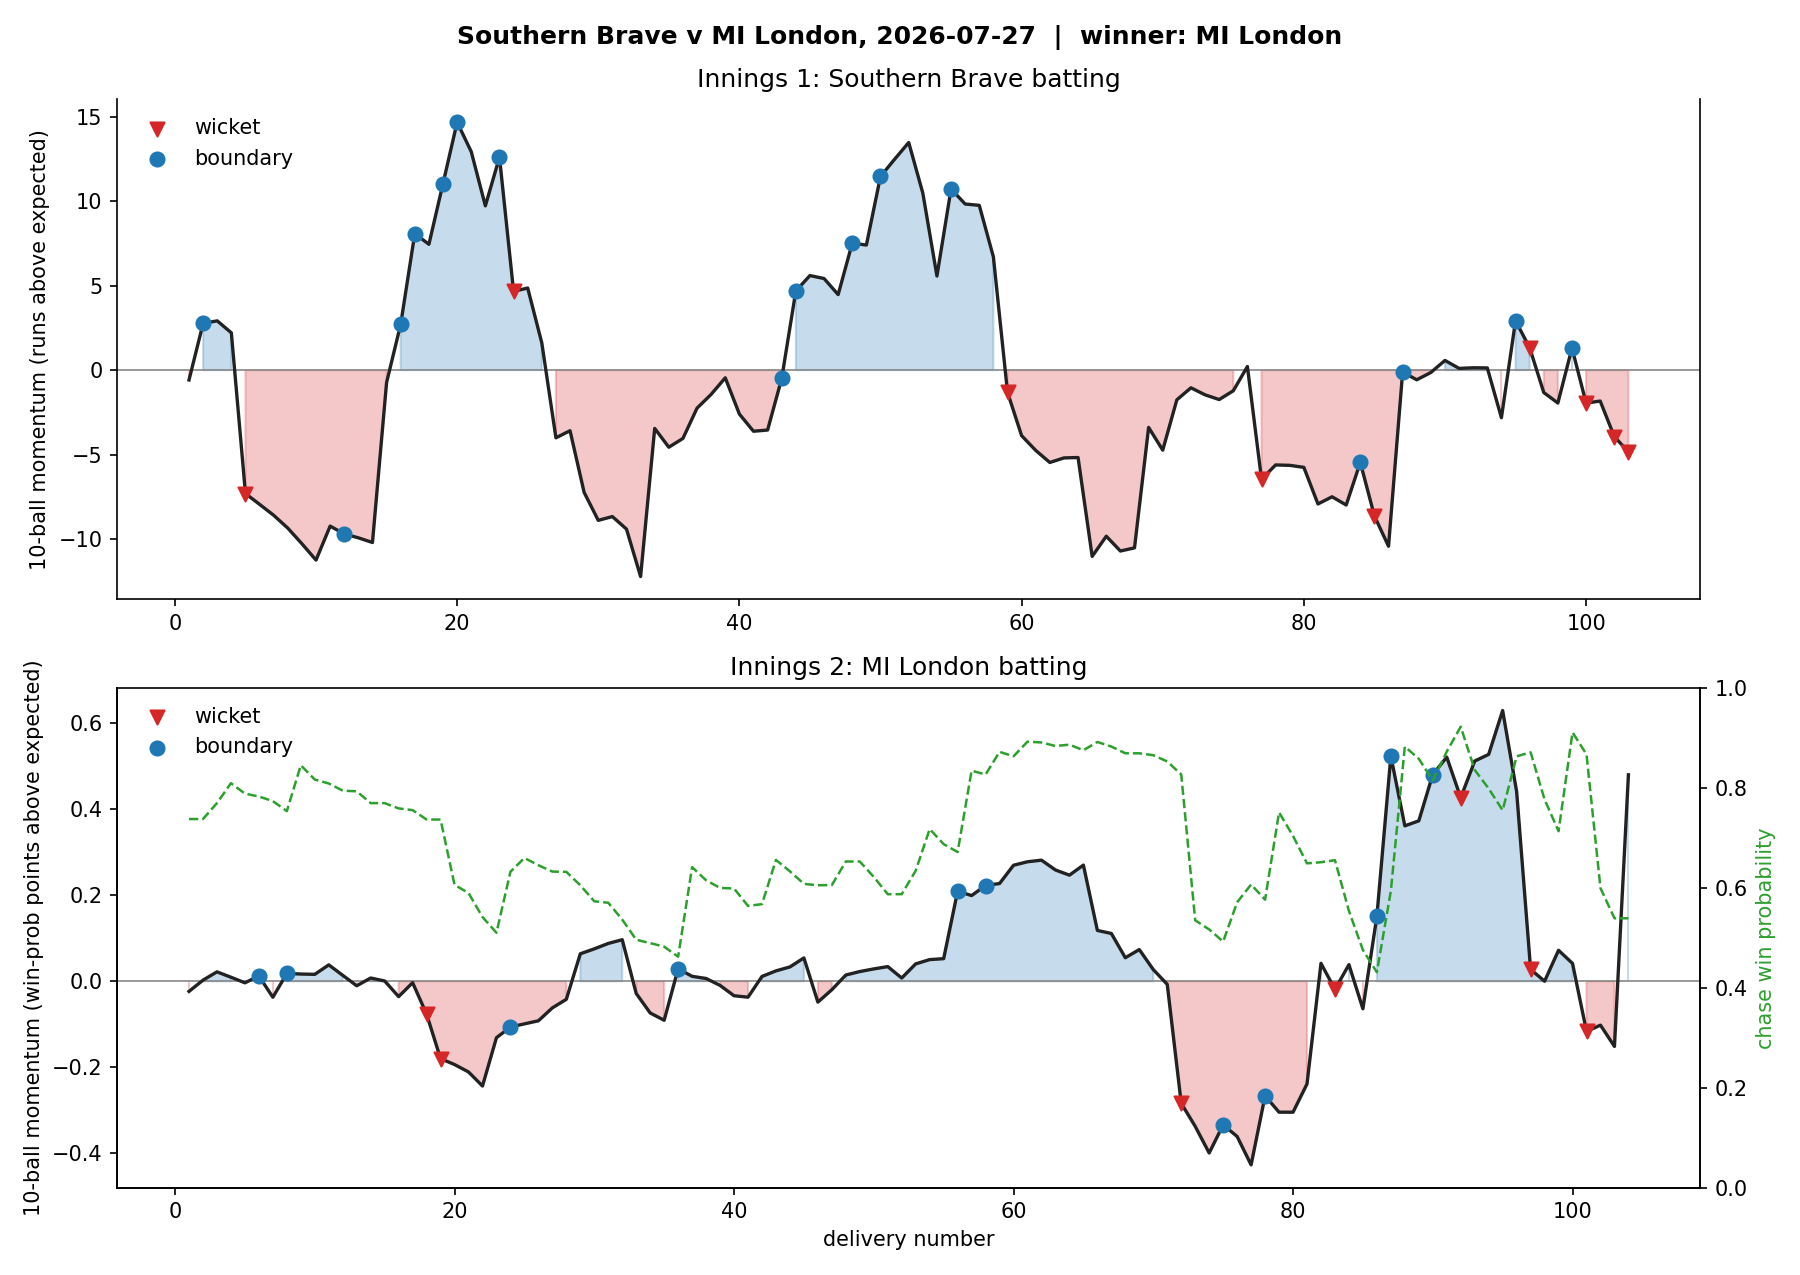 Southern Brave v MI London, 2026-07-27  |  winner: MI London
Innings 1: Southern Brave batting
10-ball momentum (runs above expected)
wicket
boundary
15
10
5
0
−5
−10
0
20
40
60
80
100
Innings 2: MI London batting
10-ball momentum (win-prob points above expected)
wicket
boundary
0.6
0.4
0.2
0.0
−0.2
−0.4
1.0
0.8
0.6
0.4
0.2
0.0
chase win probability
0
20
40
60
80
100
delivery number